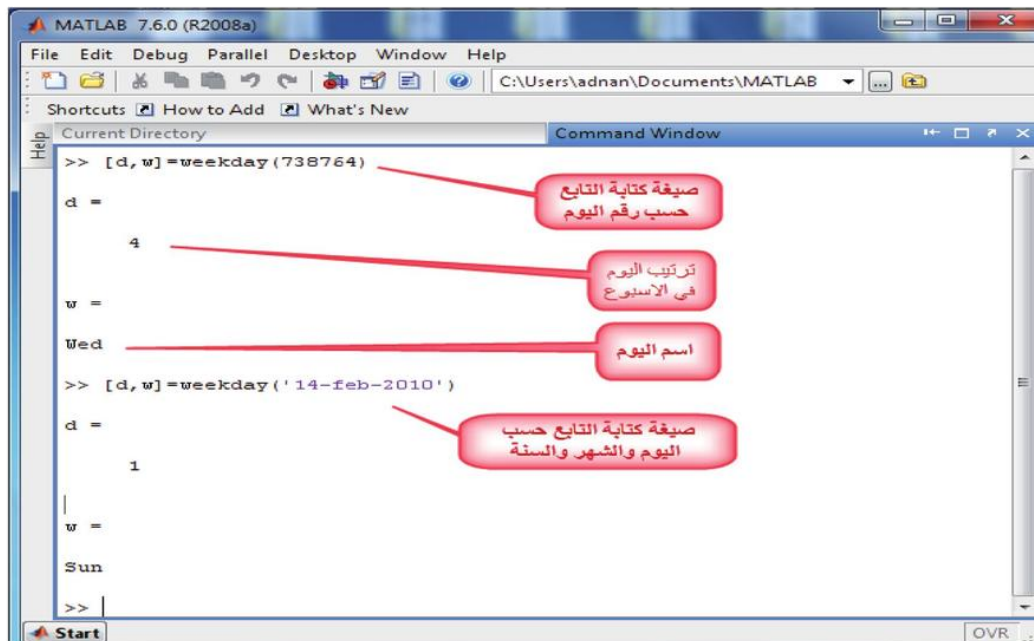 MATLAB 7.6.0 (R2008a)
File Edit Debug Parallel Desktop Window Help
C:\Users\adnan\Documents\MATLAB
Shortcuts How to Add What's New
Help
Current Directory
Command Window
>> [d,w]=weekday(738764)
صيغة كتابة التابع
حسب رقم اليوم
d =
4
ترتيب اليوم
في الاسبوع
w =
Wed
اسم اليوم
>> [d,w]=weekday('14-feb-2010')
صيغة كتابة التابع حسب
اليوم والشهر والسنة
d =
1
w =
Sun
>>
Start
OVR